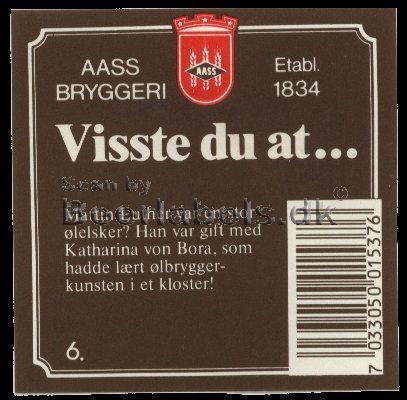 AASS
BRYGGERI
AASS
Etabl.
1834
Visste du at...
Scan by
Beerlabels.dk
©
Martin Luther var en stor
ølelsker? Han var gift med
Katharina von Bora, som
hadde lært ølbrygger-
kunsten i et kloster!
6.
7 033050 015376